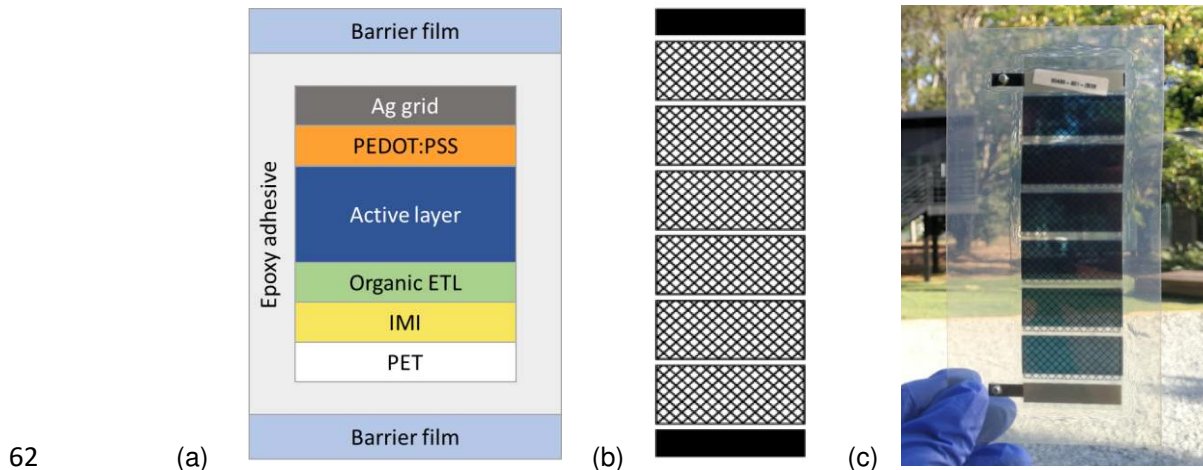 Barrier film
Ag grid
PEDOT:PSS
Active layer
Organic ETL
IMI
PET
Epoxy adhesive
Barrier film
62
(a)
(b)
(c)